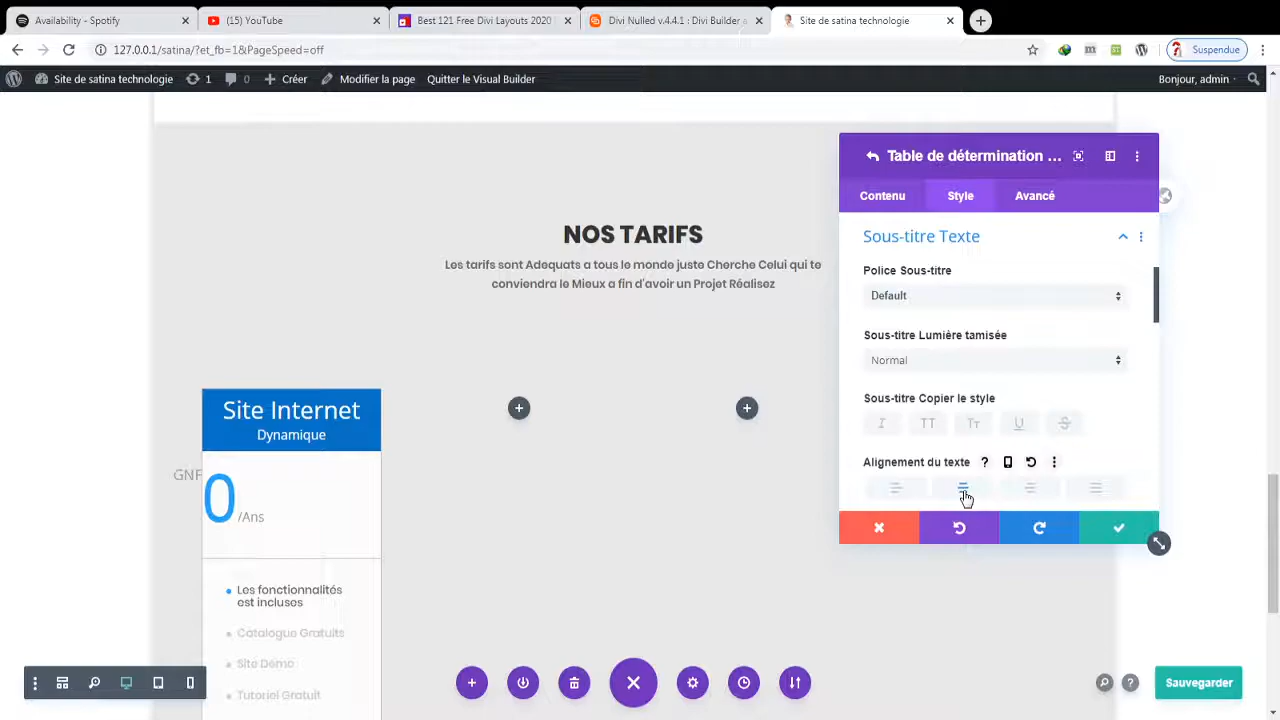 Availability - Spotify
(15) YouTube
Best 121 Free Divi Layouts 2020
Divi Nulled v.4.4.1 : Divi Builder
Site de satina technologie
127.0.0.1/satina/?et_fb=1&PageSpeed=off
Suspendue
Site de satina technologie
1
0
Créer
Modifier la page
Quitter le Visual Builder
Bonjour, admin
Table de détermination ...
Contenu
Style
Avancé
Sous-titre Texte
Police Sous-titre
Default
Sous-titre Lumière tamisée
Normal
Sous-titre Copier le style
I TT Tт U S
Alignement du texte
NOS TARIFS
Les tarifs sont Adequats a tous le monde juste Cherche Celui qui te
conviendra le Mieux a fin d'avoir un Projet Réalisez
Site Internet
Dynamique
GNF
0
/Ans
Les fonctionnalités
est incluses
Catalogue Gratuits
Site Démo
Tutoriel Gratuit
Sauvegarder